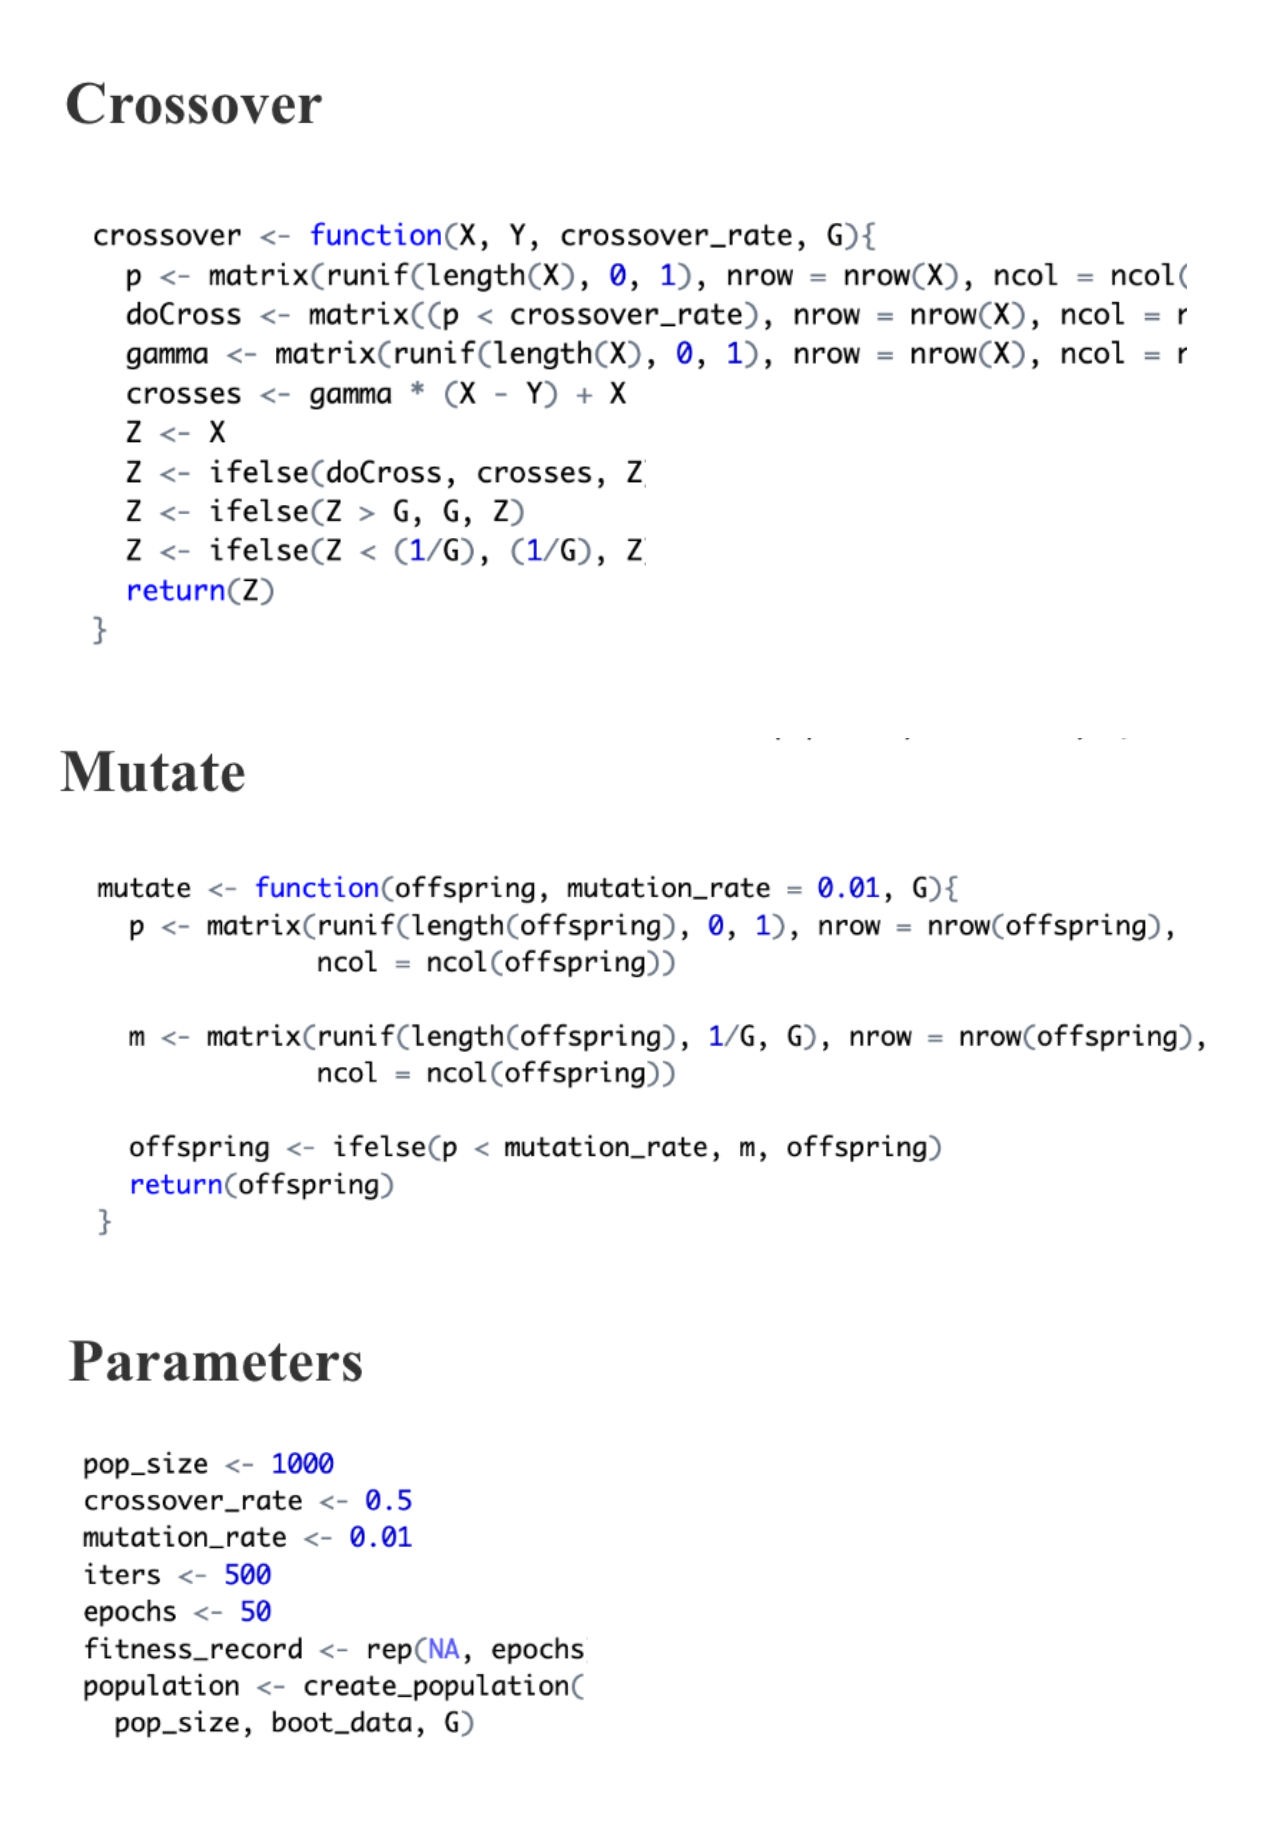 Crossover
crossover <- function(X, Y, crossover_rate, G){
  p <- matrix(runif(length(X), 0, 1), nrow = nrow(X), ncol = ncol(
  doCross <- matrix((p < crossover_rate), nrow = nrow(X), ncol =
  gamma <- matrix(runif(length(X), 0, 1), nrow = nrow(X), ncol =
  crosses <- gamma * (X - Y) + X
  Z <- X
  Z <- ifelse(doCross, crosses, Z
  Z <- ifelse(Z > G, G, Z)
  Z <- ifelse(Z < (1/G), (1/G), Z
  return(Z)
}
Mutate
mutate <- function(offspring, mutation_rate = 0.01, G){
  p <- matrix(runif(length(offspring), 0, 1), nrow = nrow(offspring),
              ncol = ncol(offspring))
  m <- matrix(runif(length(offspring), 1/G, G), nrow = nrow(offspring),
              ncol = ncol(offspring))
  offspring <- ifelse(p < mutation_rate, m, offspring)
  return(offspring)
}
Parameters
pop_size <- 1000
crossover_rate <- 0.5
mutation_rate <- 0.01
iters <- 500
epochs <- 50
fitness_record <- rep(NA, epochs
population <- create_population(
  pop_size, boot_data, G)